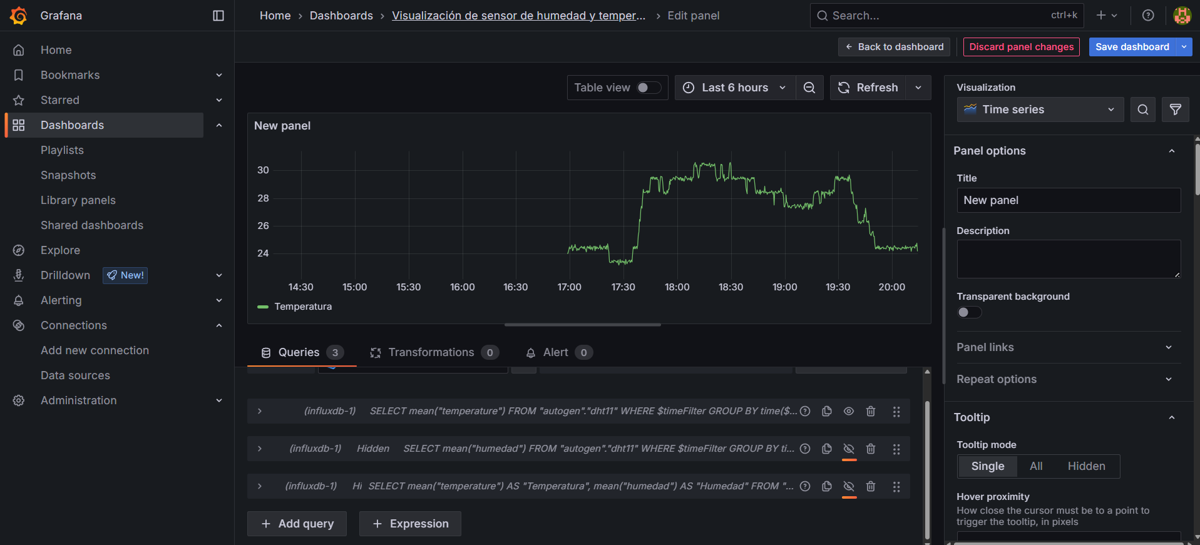 Grafana
Home › Dashboards › Visualización de sensor de humedad y temper... › Edit panel
Search... ctrl+k
Back to dashboard
Discard panel changes
Save dashboard
Home
Bookmarks
Starred
Dashboards
Playlists
Snapshots
Library panels
Shared dashboards
Explore
Drilldown New!
Alerting
Connections
Add new connection
Data sources
Administration
Table view
Last 6 hours
Refresh
New panel
30
28
26
24
14:30 15:00 15:30 16:00 16:30 17:00 17:30 18:00 18:30 19:00 19:30 20:00
Temperatura
Queries 3
Transformations 0
Alert 0
(influxdb-1) SELECT mean("temperature") FROM "autogen"."dht11" WHERE $timeFilter GROUP BY time($...
(influxdb-1) Hidden SELECT mean("humedad") FROM "autogen"."dht11" WHERE $timeFilter GROUP BY ti...
(influxdb-1) Hi SELECT mean("temperature") AS "Temperatura", mean("humedad") AS "Humedad" FROM "...
+ Add query
+ Expression
Visualization
Time series
Panel options
Title
New panel
Description
Transparent background
Panel links
Repeat options
Tooltip
Tooltip mode
Single All Hidden
Hover proximity
How close the cursor must be to a point to
trigger the tooltip, in pixels